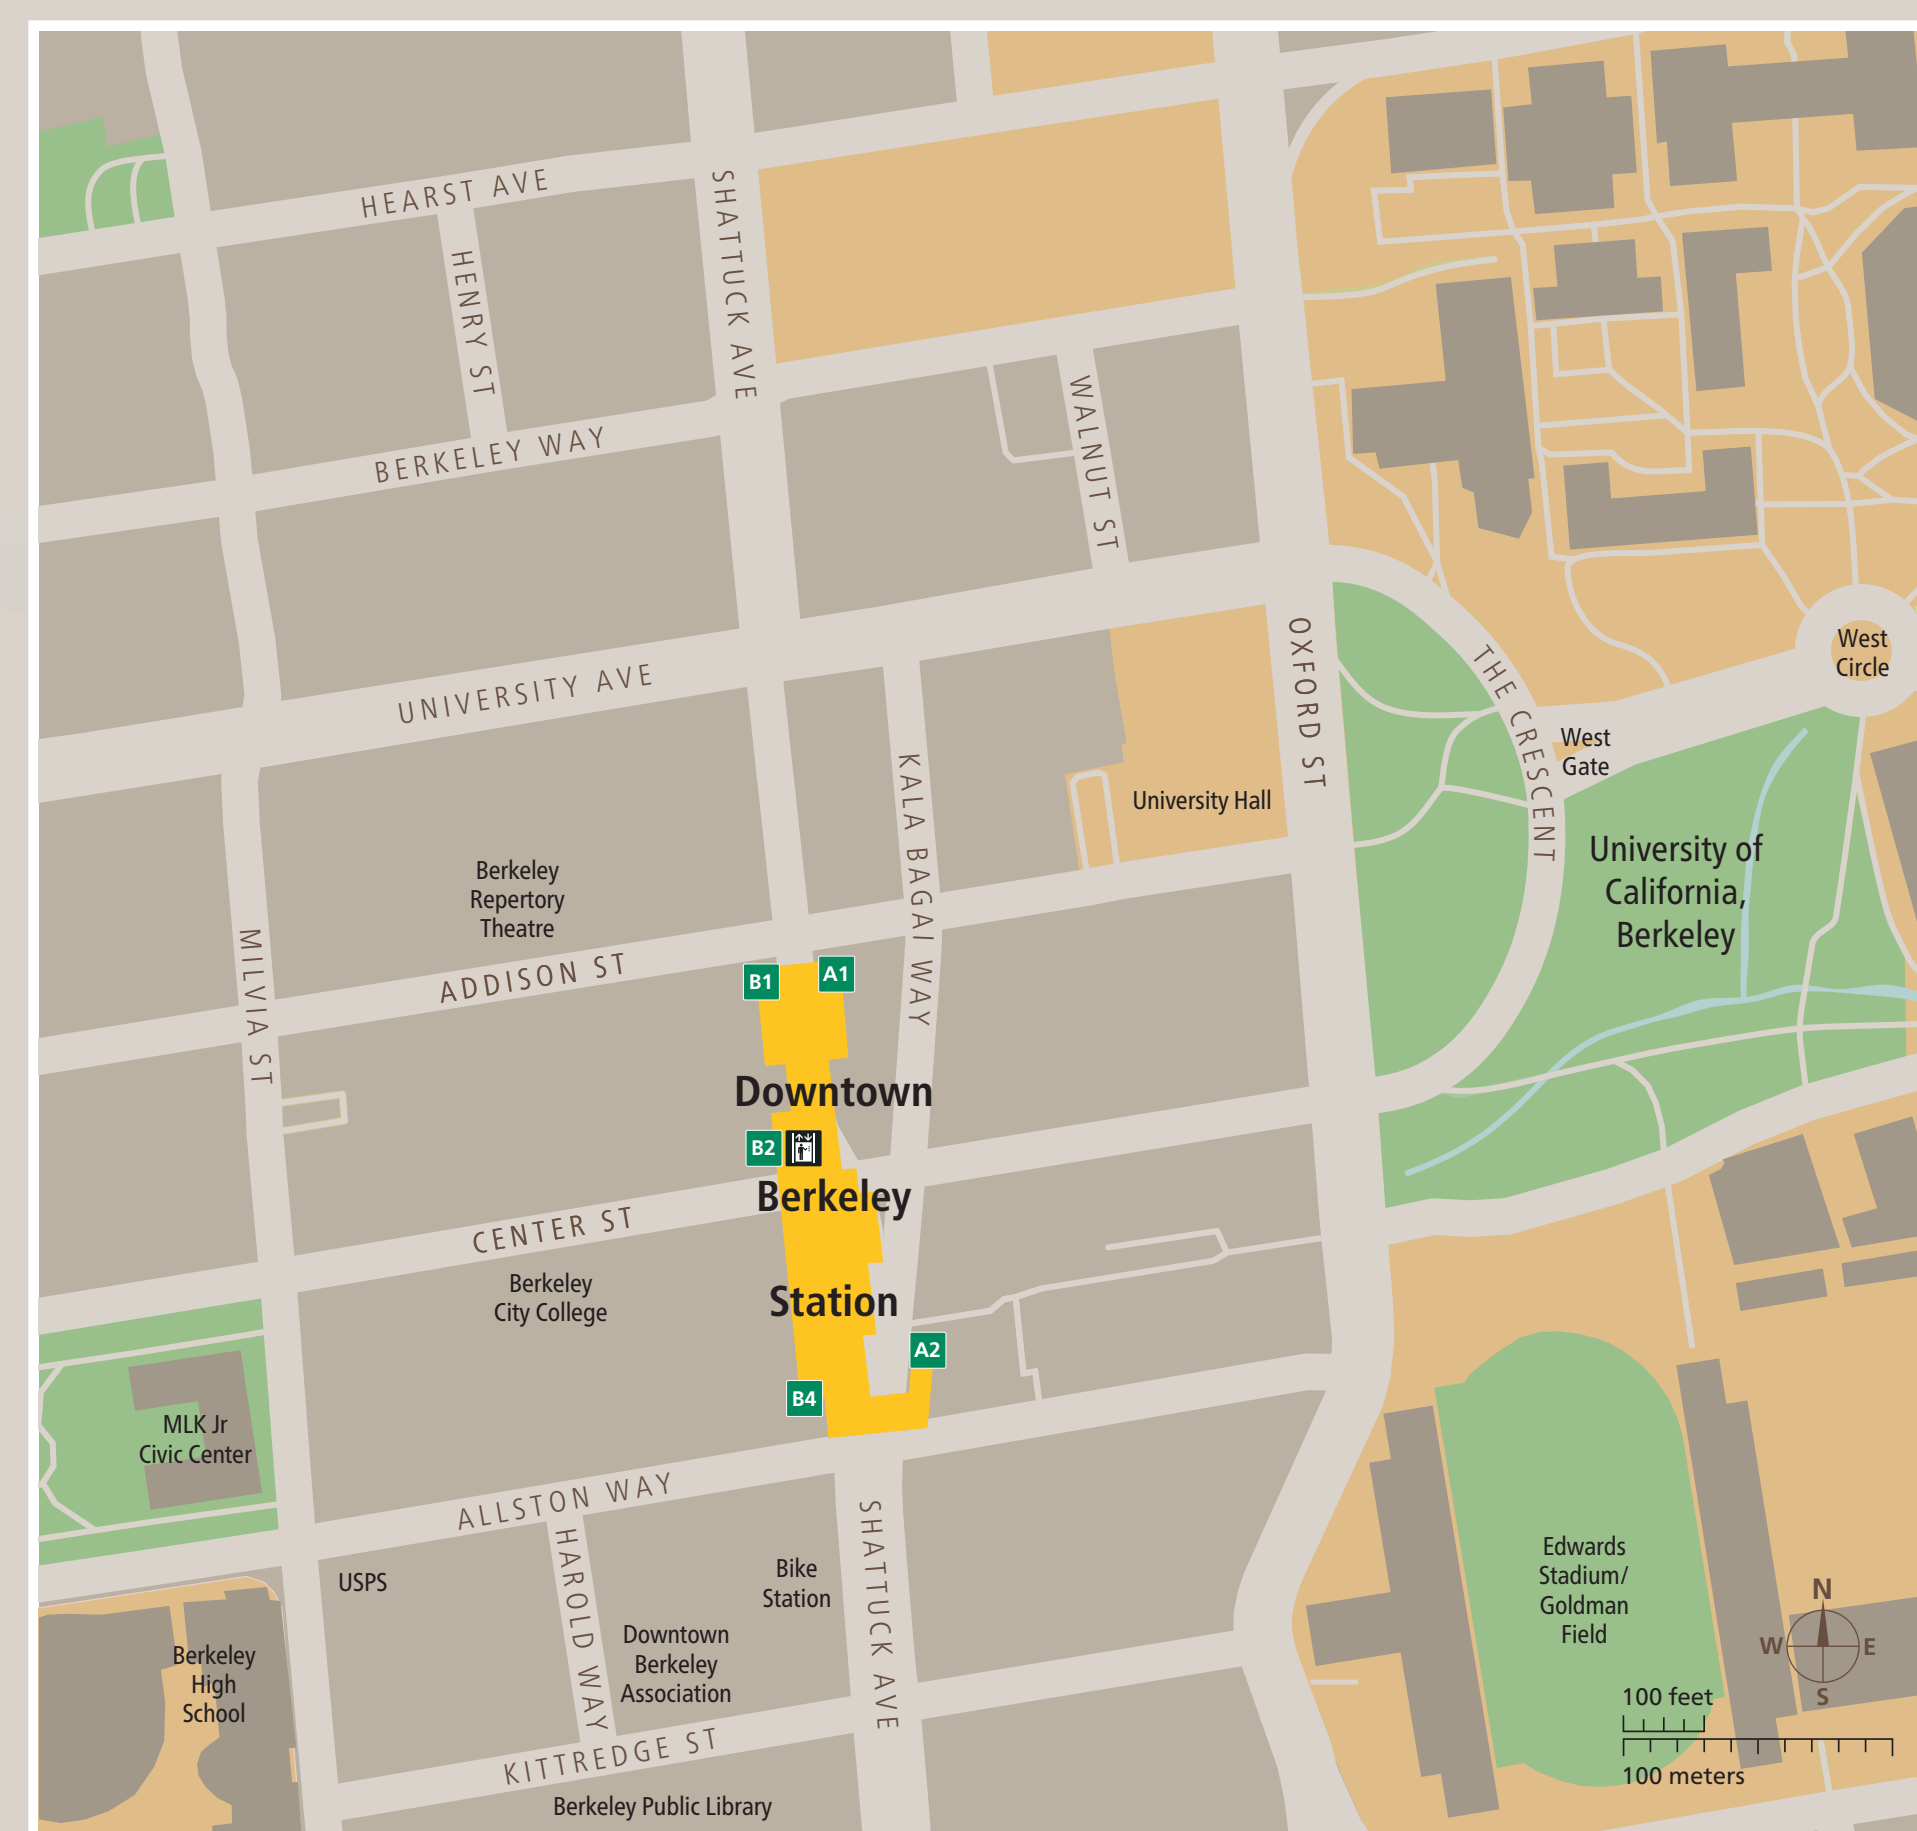 HEARST AVE
SHATTUCK AVE
HENRY ST
WALNUT ST
BERKELEY WAY
UNIVERSITY AVE
OXFORD ST
THE CRESCENT
West
Circle
West
Gate
KALA BAGAI WAY
University Hall
University of
California,
Berkeley
Berkeley
Repertory
Theatre
MILVIA ST
ADDISON ST
B1
A1
Downtown
B2
Berkeley
CENTER ST
Berkeley
City College
Station
A2
B4
MLK Jr
Civic Center
ALLSTON WAY
HAROLD WAY
SHATTUCK AVE
USPS
Bike
Station
Edwards
Stadium/
Goldman
Field
Berkeley
High
School
Downtown
Berkeley
Association
N
W
E
S
100 feet
100 meters
KITTREDGE ST
Berkeley Public Library